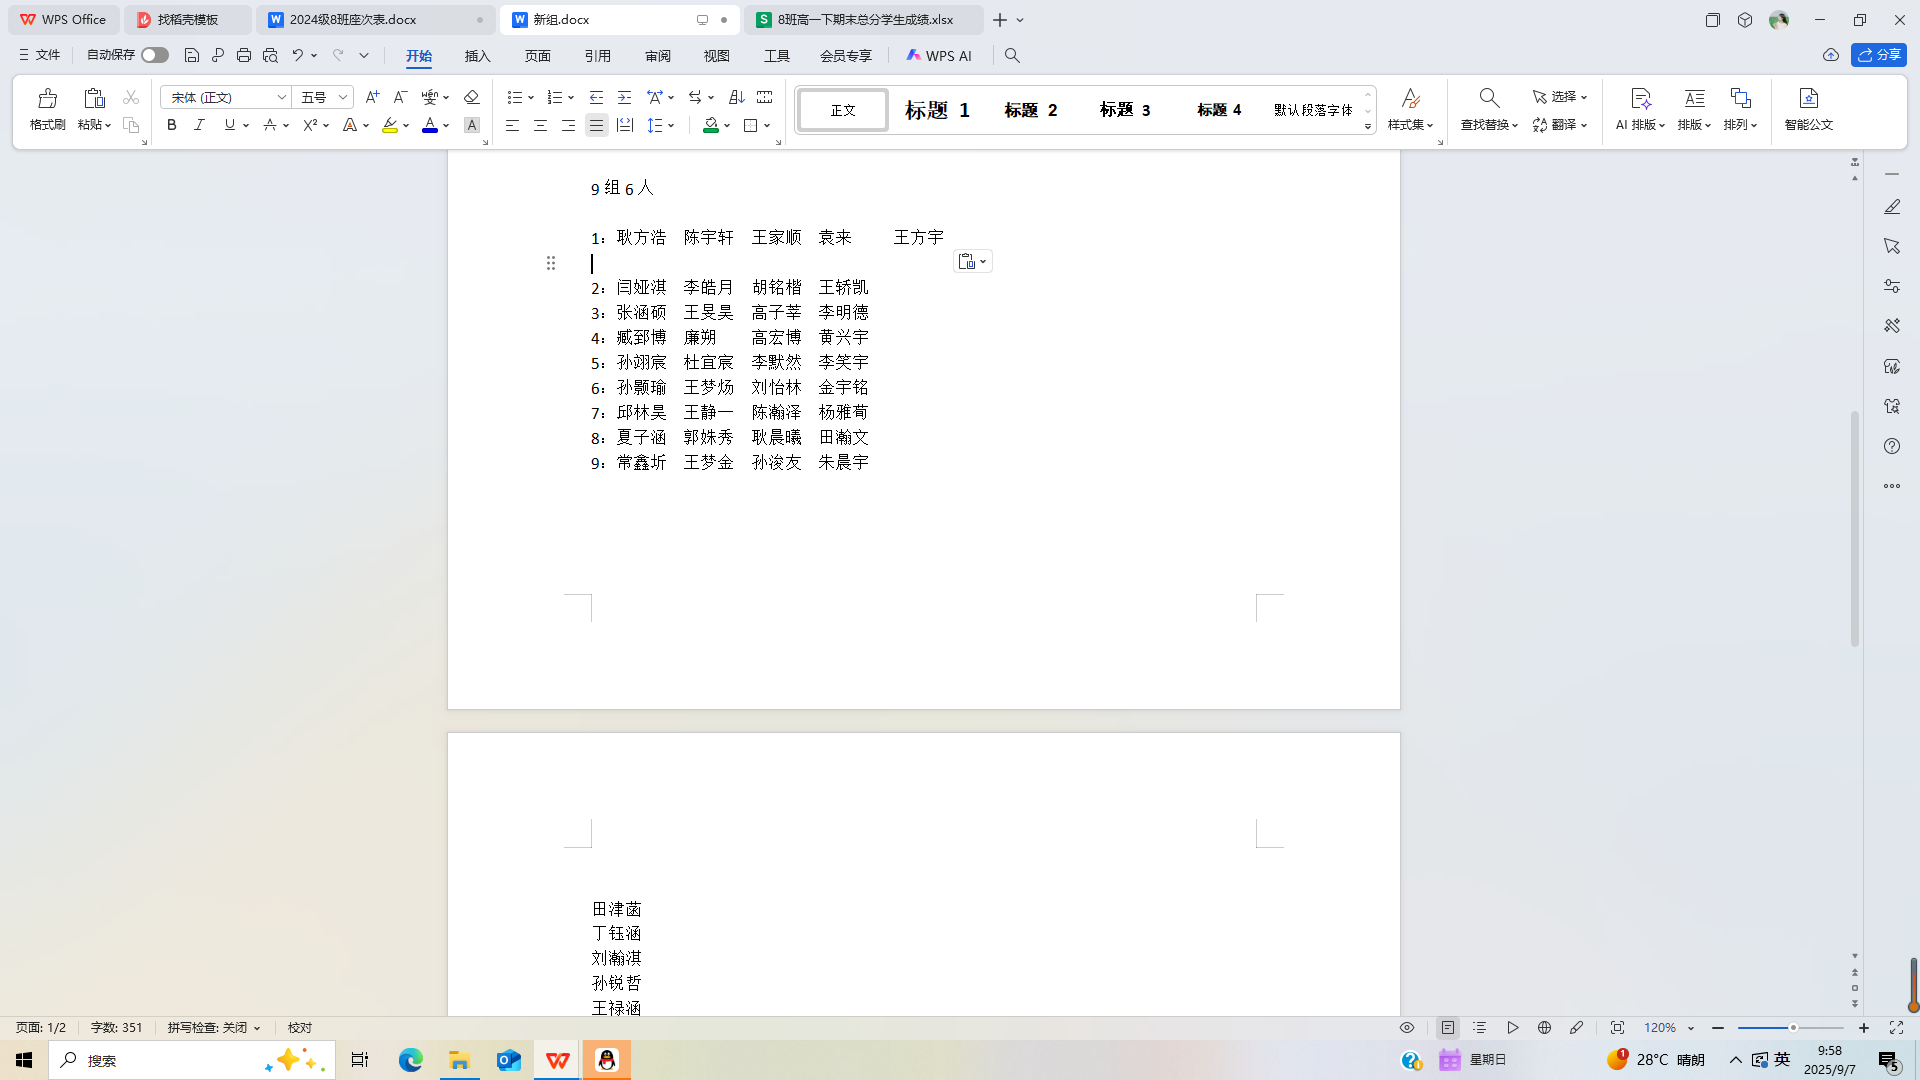 WPS Office 找稻壳模板 2024级8班座次表.docx 新组.docx 8班高一下期末总分学生成绩.xlsx
文件 自动保存 开始 插入 页面 引用 审阅 视图 工具 会员专享 WPS AI 分享
宋体 (正文) 五号 正文 标题 1 标题 2 标题 3 标题 4 默认段落字体
格式刷 粘贴 样式集 查找替换 选择 翻译 AI 排版 排版 排列 智能公文
9组6人
1：耿方浩 陈宇轩 王家顺 袁来 王方宇
2：闫娅淇 李皓月 胡铭楷 王轿凯
3：张涵硕 王旻昊 高子莘 李明德
4：臧郅博 廉朔 高宏博 黄兴宇
5：孙翊宸 杜宜宸 李默然 李笑宇
6：孙颢瑜 王梦炀 刘怡林 金宇铭
7：邱林昊 王静一 陈瀚泽 杨雅荀
8：夏子涵 郭姝秀 耿晨曦 田瀚文
9：常鑫圻 王梦金 孙浚友 朱晨宇
田津菡
丁钰涵
刘瀚淇
孙锐哲
王禄涵
页面: 1/2 字数: 351 拼写检查: 关闭 校对 120%
搜索 星期日 28°C 晴朗 英 9:58
2025/9/7